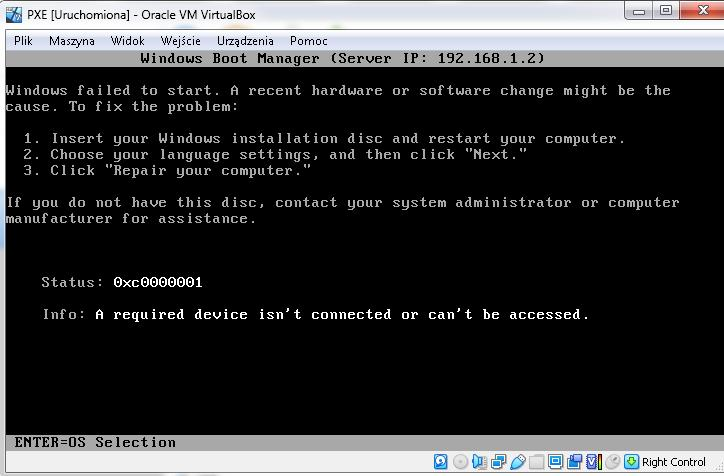 PXE [Uruchomiona] - Oracle VM VirtualBox
Plik Maszyna Widok Wejście Urządzenia Pomoc
Windows Boot Manager (Server IP: 192.168.1.2)
Windows failed to start. A recent hardware or software change might be the
cause. To fix the problem:
1. Insert your Windows installation disc and restart your computer.
2. Choose your language settings, and then click "Next."
3. Click "Repair your computer."
If you do not have this disc, contact your system administrator or computer
manufacturer for assistance.
Status: 0xc0000001
Info: A required device isn't connected or can't be accessed.
ENTER=OS Selection
Right Control